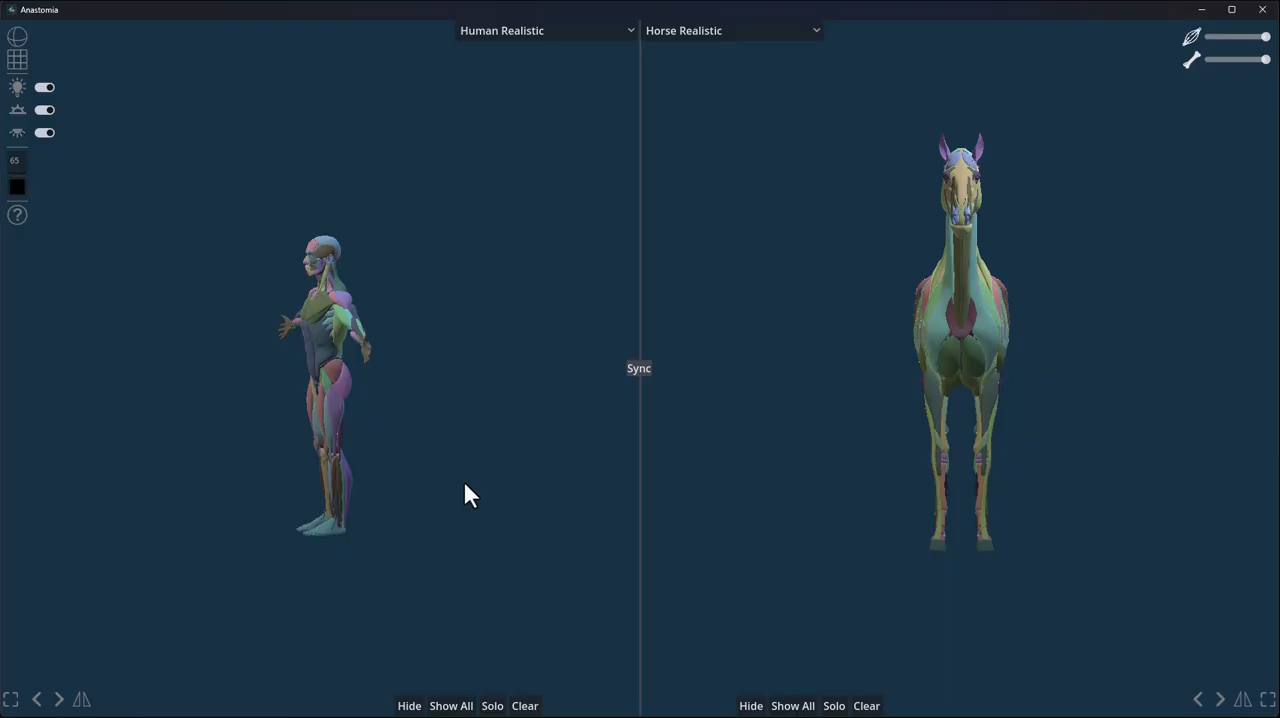 Anastomia
Human Realistic
Horse Realistic
65
?
Sync
Hide Show All Solo Clear
Hide Show All Solo Clear